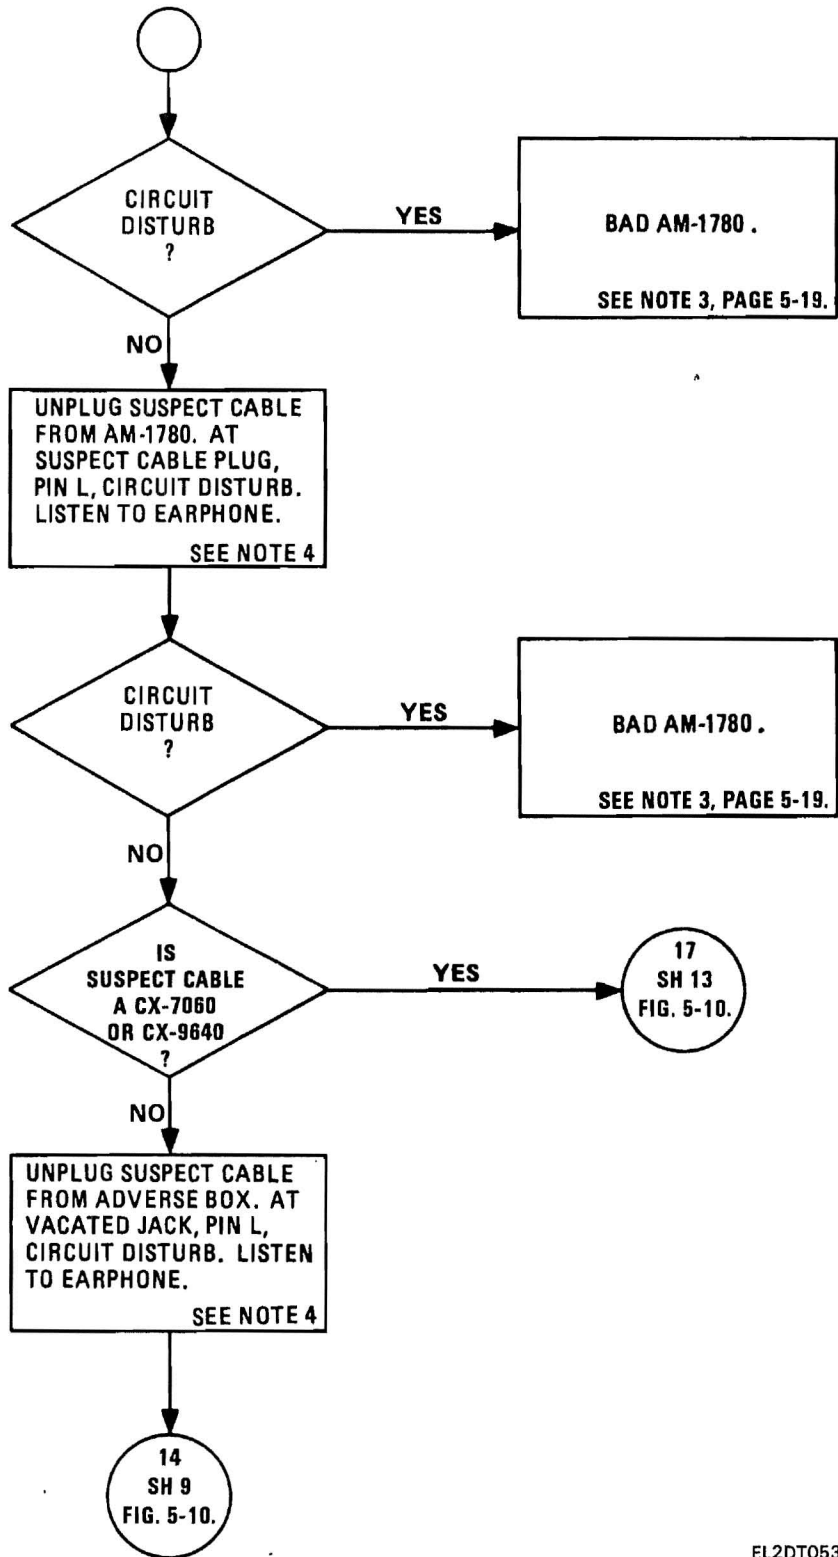 CIRCUIT
DISTURB
?
YES
BAD AM-1780.
SEE NOTE 3, PAGE 5-19.
NO
UNPLUG SUSPECT CABLE
FROM AM-1780. AT
SUSPECT CABLE PLUG,
PIN L, CIRCUIT DISTURB.
LISTEN TO EARPHONE.
SEE NOTE 4
CIRCUIT
DISTURB
?
YES
BAD AM-1780.
SEE NOTE 3, PAGE 5-19.
NO
IS
SUSPECT CABLE
A CX-7060
OR CX-9640
?
YES
17
SH 13
FIG. 5-10.
NO
UNPLUG SUSPECT CABLE
FROM ADVERSE BOX. AT
VACATED JACK, PIN L,
CIRCUIT DISTURB. LISTEN
TO EARPHONE.
SEE NOTE 4
14
SH 9
FIG. 5-10.
EL2DT053